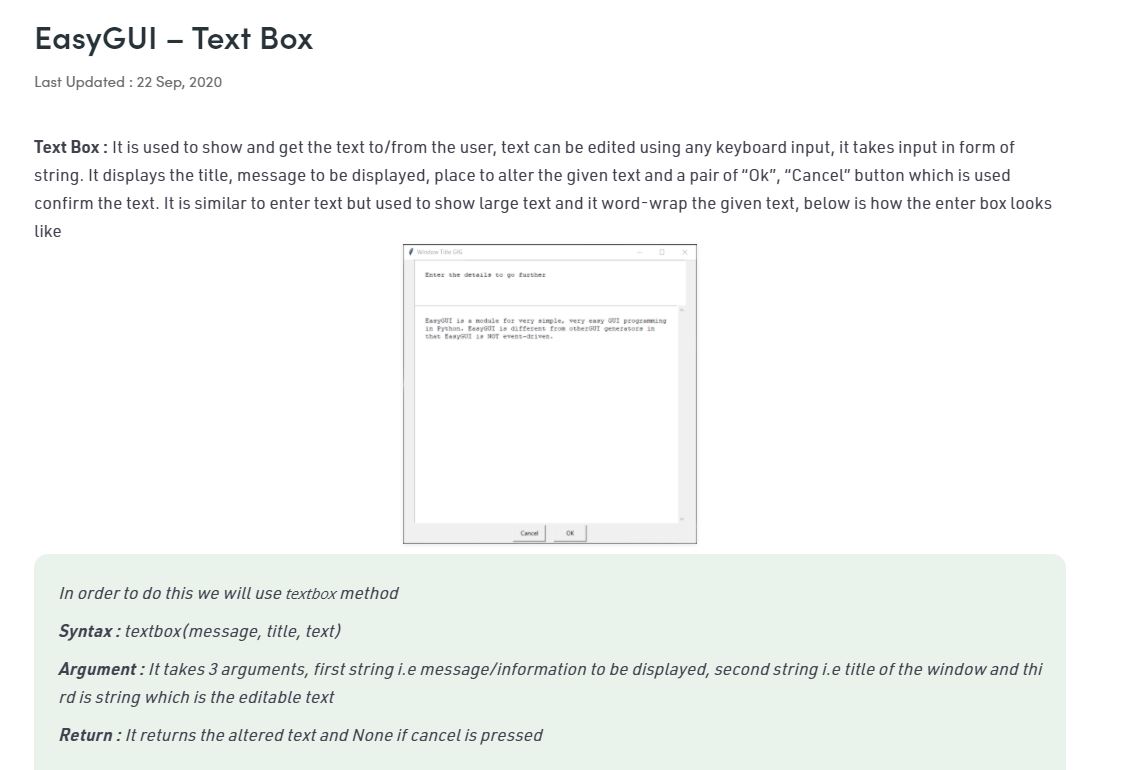 EasyGUI – Text Box
Last Updated : 22 Sep, 2020
Text Box : It is used to show and get the text to/from the user, text can be edited using any keyboard input, it takes input in form of
string. It displays the title, message to be displayed, place to alter the given text and a pair of “Ok”, “Cancel” button which is used
confirm the text. It is similar to enter text but used to show large text and it word-wrap the given text, below is how the enter box looks
like
Window Title GfG
Enter the details to go further
EasyGUI is a module for very simple, very easy GUI programming
in Python. EasyGUI is different from otherGUI generators in
that EasyGUI is NOT event-driven.
Cancel OK
In order to do this we will use textbox method
Syntax : textbox(message, title, text)
Argument : It takes 3 arguments, first string i.e message/information to be displayed, second string i.e title of the window and thi
rd is string which is the editable text
Return : It returns the altered text and None if cancel is pressed